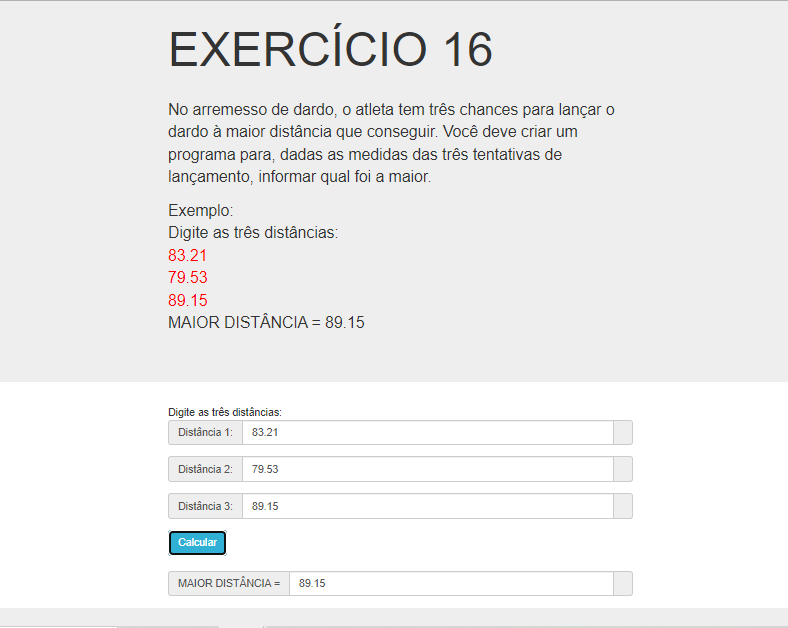 EXERCÍCIO 16
No arremesso de dardo, o atleta tem três chances para lançar o
dardo à maior distância que conseguir. Você deve criar um
programa para, dadas as medidas das três tentativas de
lançamento, informar qual foi a maior.
Exemplo:
Digite as três distâncias:
83.21
79.53
89.15
MAIOR DISTÂNCIA = 89.15
Digite as três distâncias:
Distância 1: 83.21
Distância 2: 79.53
Distância 3: 89.15
Calcular
MAIOR DISTÂNCIA = 89.15